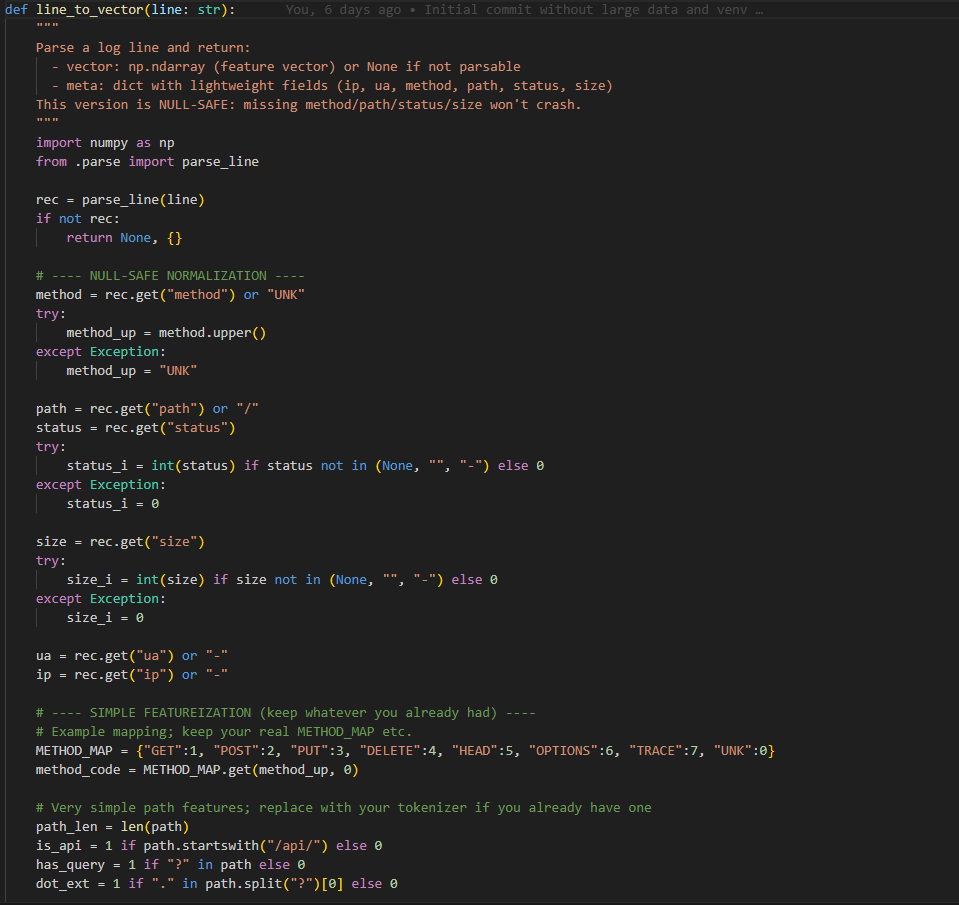 def line_to_vector(line: str):        You, 6 days ago • Initial commit without large data and venv …
    """
    Parse a log line and return:
      - vector: np.ndarray (feature vector) or None if not parsable
      - meta: dict with lightweight fields (ip, ua, method, path, status, size)
    This version is NULL-SAFE: missing method/path/status/size won't crash.
    """
    import numpy as np
    from .parse import parse_line

    rec = parse_line(line)
    if not rec:
        return None, {}

    # ---- NULL-SAFE NORMALIZATION ----
    method = rec.get("method") or "UNK"
    try:
        method_up = method.upper()
    except Exception:
        method_up = "UNK"

    path = rec.get("path") or "/"
    status = rec.get("status")
    try:
        status_i = int(status) if status not in (None, "", "-") else 0
    except Exception:
        status_i = 0

    size = rec.get("size")
    try:
        size_i = int(size) if size not in (None, "", "-") else 0
    except Exception:
        size_i = 0

    ua = rec.get("ua") or "-"
    ip = rec.get("ip") or "-"

    # ---- SIMPLE FEATUREIZATION (keep whatever you already had) ----
    # Example mapping; keep your real METHOD_MAP etc.
    METHOD_MAP = {"GET":1, "POST":2, "PUT":3, "DELETE":4, "HEAD":5, "OPTIONS":6, "TRACE":7, "UNK":0}
    method_code = METHOD_MAP.get(method_up, 0)

    # Very simple path features; replace with your tokenizer if you already have one
    path_len = len(path)
    is_api = 1 if path.startswith("/api/") else 0
    has_query = 1 if "?" in path else 0
    dot_ext = 1 if "." in path.split("?")[0] else 0